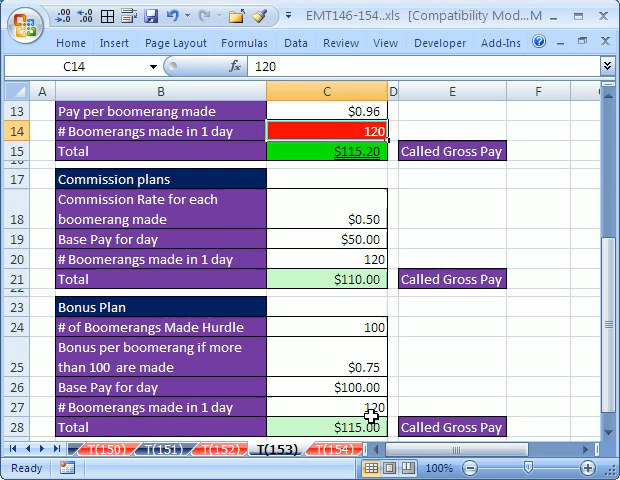 EMT146-154..xls [Compatibility Mod...M
Home Insert Page Layout Formulas Data Review View Developer Add-Ins
C14 fx 120
A B C D E F
13 Pay per boomerang made $0.96
14 # Boomerangs made in 1 day 120
15 Total $115.20 Called Gross Pay
17 Commission plans
18 Commission Rate for each
boomerang made $0.50
19 Base Pay for day $50.00
20 # Boomerangs made in 1 day 120
21 Total $110.00 Called Gross Pay
23 Bonus Plan
24 # of Boomerangs Made Hurdle 100
25 Bonus per boomerang if more
than 100 are made $0.75
26 Base Pay for day $100.00
27 # Boomerangs made in 1 day 120
28 Total $115.00 Called Gross Pay
T(150) T(151) T(152) T(153) T(154)
Ready 100%